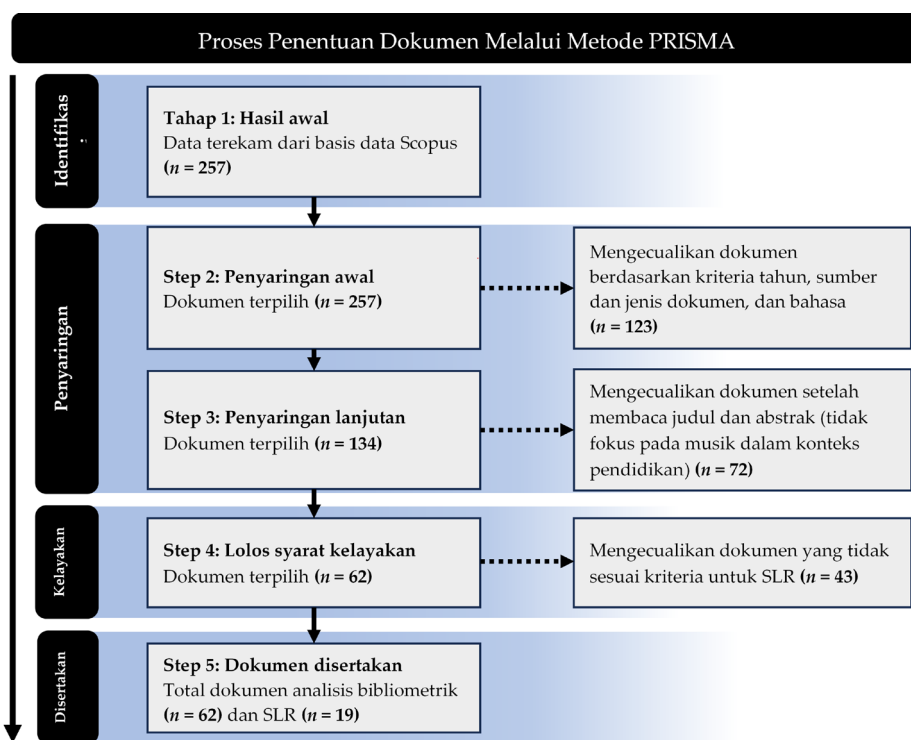 Proses Penentuan Dokumen Melalui Metode PRISMA
Identifikas
i
Tahap 1: Hasil awal
Data terekam dari basis data Scopus
(n = 257)
Penyaringan
Step 2: Penyaringan awal
Dokumen terpilih (n = 257)
Mengecualikan dokumen
berdasarkan kriteria tahun, sumber
dan jenis dokumen, dan bahasa
(n = 123)
Step 3: Penyaringan lanjutan
Dokumen terpilih (n = 134)
Mengecualikan dokumen setelah
membaca judul dan abstrak (tidak
fokus pada musik dalam konteks
pendidikan) (n = 72)
Kelayakan
Step 4: Lolos syarat kelayakan
Dokumen terpilih (n = 62)
Mengecualikan dokumen yang tidak
sesuai kriteria untuk SLR (n = 43)
Disertakan
Step 5: Dokumen disertakan
Total dokumen analisis bibliometrik
(n = 62) dan SLR (n = 19)